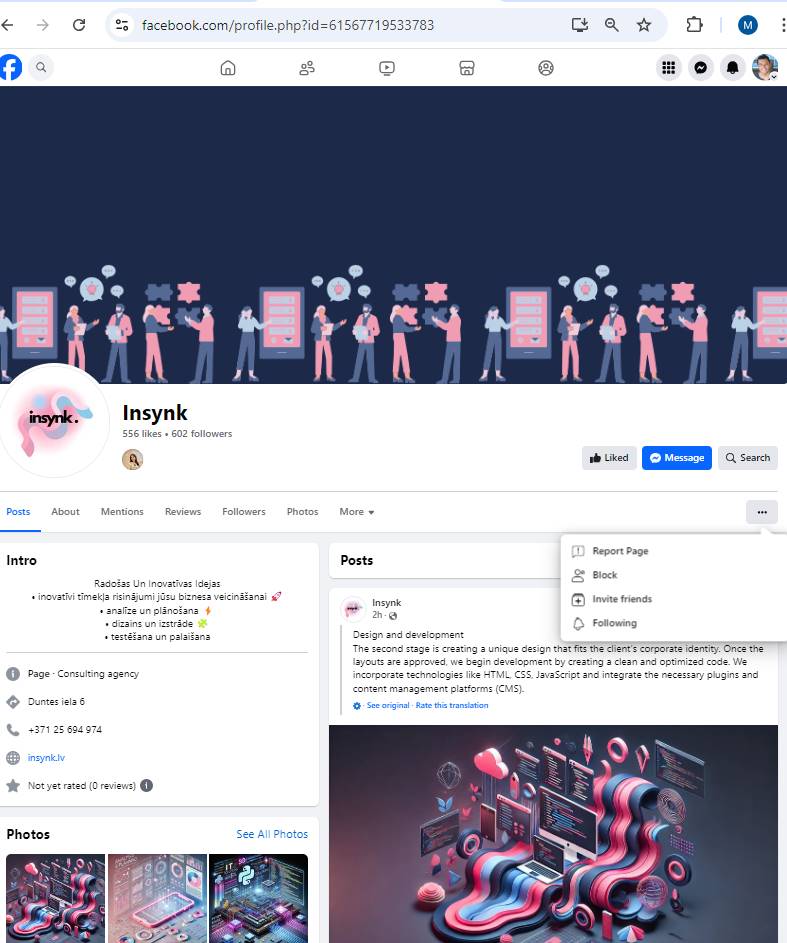 facebook.com/profile.php?id=61567719533783
M
insynk.
Insynk
556 likes • 602 followers
Liked
Message
Search
Posts
About
Mentions
Reviews
Followers
Photos
More
Report Page
Block
Invite friends
Following
Intro
Radošas Un Inovatīvas Idejas
• inovatīvi tīmekļa risinājumi jūsu biznesa veicināšanai 🚀
• analīze un plānošana ⚡
• dizains un izstrāde 🧩
• testēšana un palaišana
Page · Consulting agency
Duntes iela 6
+371 25 694 974
insynk.lv
Not yet rated (0 reviews)
Photos
See All Photos
Posts
Insynk
2h ·
Design and development
The second stage is creating a unique design that fits the client's corporate identity. Once the
layouts are approved, we begin development by creating a clean and optimized code. We
incorporate technologies like HTML, CSS, JavaScript and integrate the necessary plugins and
content management platforms (CMS).
· See original · Rate this translation